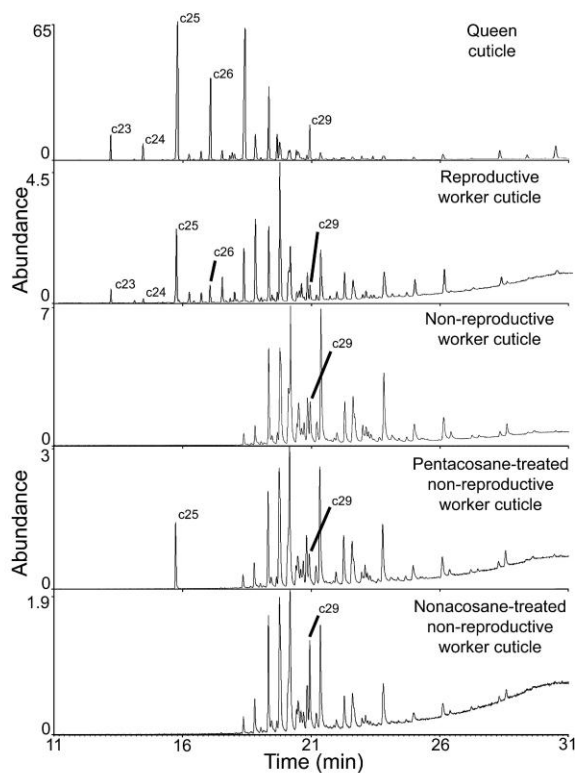 65
c25
Queen
cuticle
c26
c23
c24
c29
0
4.5
Reproductive
worker cuticle
c25
c29
c26
c23
c24
Abundance
0
7
Non-reproductive
worker cuticle
c29
0
3
Pentacosane-treated
non-reproductive
worker cuticle
c25
c29
Abundance
0
1.9
Nonacosane-treated
non-reproductive
worker cuticle
c29
0
11 16 21 26 31
Time (min)